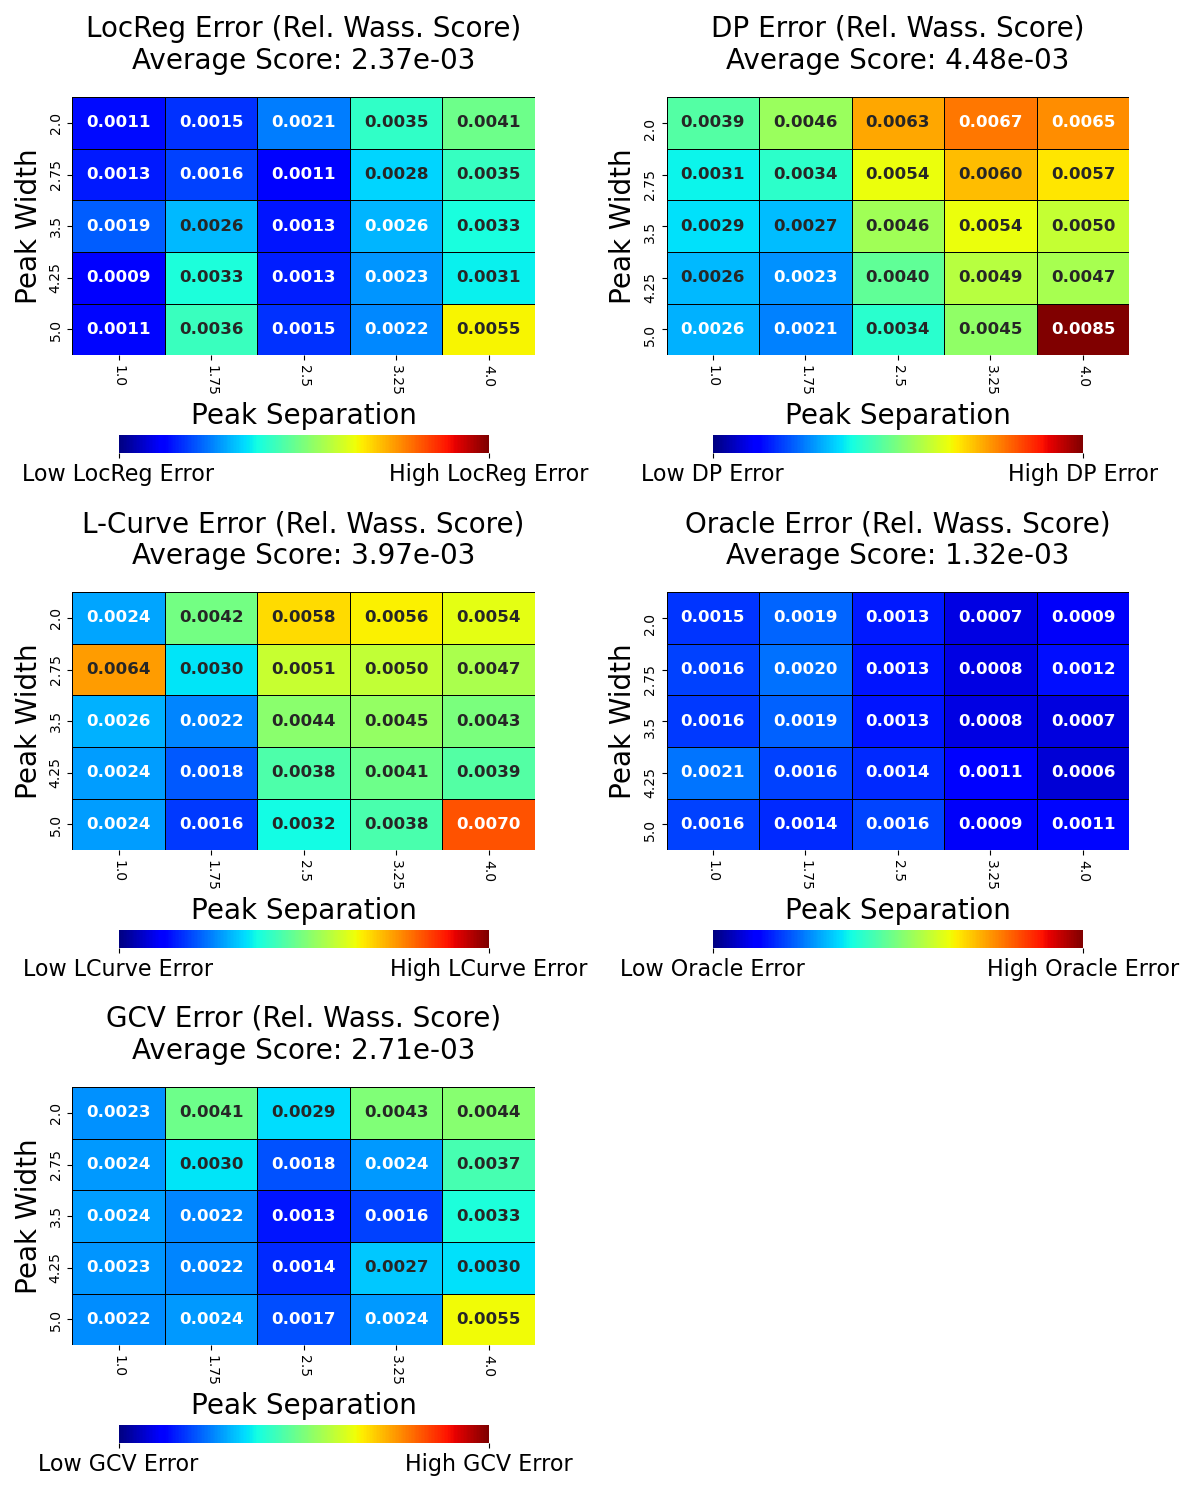 LocReg Error (Rel. Wass. Score)
Average Score: 2.37e-03
Peak Width
2.0 0.0011 0.0015 0.0021 0.0035 0.0041
2.75 0.0013 0.0016 0.0011 0.0028 0.0035
3.5 0.0019 0.0026 0.0013 0.0026 0.0033
4.25 0.0009 0.0033 0.0013 0.0023 0.0031
5.0 0.0011 0.0036 0.0015 0.0022 0.0055
1.0 1.75 2.5 3.25 4.0
Peak Separation
Low LocReg Error High LocReg Error
DP Error (Rel. Wass. Score)
Average Score: 4.48e-03
Peak Width
2.0 0.0039 0.0046 0.0063 0.0067 0.0065
2.75 0.0031 0.0034 0.0054 0.0060 0.0057
3.5 0.0029 0.0027 0.0046 0.0054 0.0050
4.25 0.0026 0.0023 0.0040 0.0049 0.0047
5.0 0.0026 0.0021 0.0034 0.0045 0.0085
1.0 1.75 2.5 3.25 4.0
Peak Separation
Low DP Error High DP Error
L-Curve Error (Rel. Wass. Score)
Average Score: 3.97e-03
Peak Width
2.0 0.0024 0.0042 0.0058 0.0056 0.0054
2.75 0.0064 0.0030 0.0051 0.0050 0.0047
3.5 0.0026 0.0022 0.0044 0.0045 0.0043
4.25 0.0024 0.0018 0.0038 0.0041 0.0039
5.0 0.0024 0.0016 0.0032 0.0038 0.0070
1.0 1.75 2.5 3.25 4.0
Peak Separation
Low LCurve Error High LCurve Error
Oracle Error (Rel. Wass. Score)
Average Score: 1.32e-03
Peak Width
2.0 0.0015 0.0019 0.0013 0.0007 0.0009
2.75 0.0016 0.0020 0.0013 0.0008 0.0012
3.5 0.0016 0.0019 0.0013 0.0008 0.0007
4.25 0.0021 0.0016 0.0014 0.0011 0.0006
5.0 0.0016 0.0014 0.0016 0.0009 0.0011
1.0 1.75 2.5 3.25 4.0
Peak Separation
Low Oracle Error High Oracle Error
GCV Error (Rel. Wass. Score)
Average Score: 2.71e-03
Peak Width
2.0 0.0023 0.0041 0.0029 0.0043 0.0044
2.75 0.0024 0.0030 0.0018 0.0024 0.0037
3.5 0.0024 0.0022 0.0013 0.0016 0.0033
4.25 0.0023 0.0022 0.0014 0.0027 0.0030
5.0 0.0022 0.0024 0.0017 0.0024 0.0055
1.0 1.75 2.5 3.25 4.0
Peak Separation
Low GCV Error High GCV Error